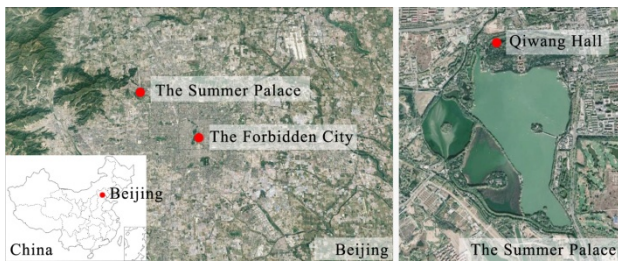 The Summer Palace
The Forbidden City
Beijing
China
Beijing
Qiwang Hall
The Summer Palace